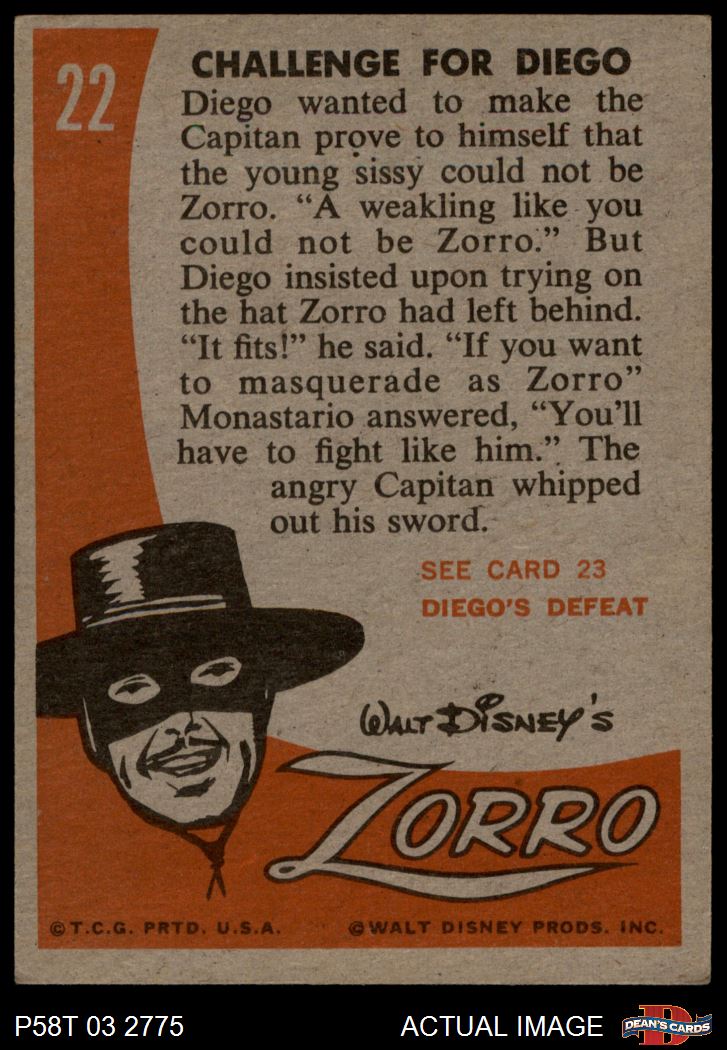 22
CHALLENGE FOR DIEGO
Diego wanted to make the
Capitan prove to himself that
the young sissy could not be
Zorro. “A weakling like you
could not be Zorro.” But
Diego insisted upon trying on
the hat Zorro had left behind.
“It fits!” he said. “If you want
to masquerade as Zorro”
Monastario answered, “You’ll
have to fight like him.” The
angry Capitan whipped
out his sword.
SEE CARD 23
DIEGO’S DEFEAT
WALT DISNEY’S
ZORRO
©T.C.G. PRTD. U.S.A.
©WALT DISNEY PRODS. INC.
P58T 03 2775
ACTUAL IMAGE
D
DEAN'S CARDS